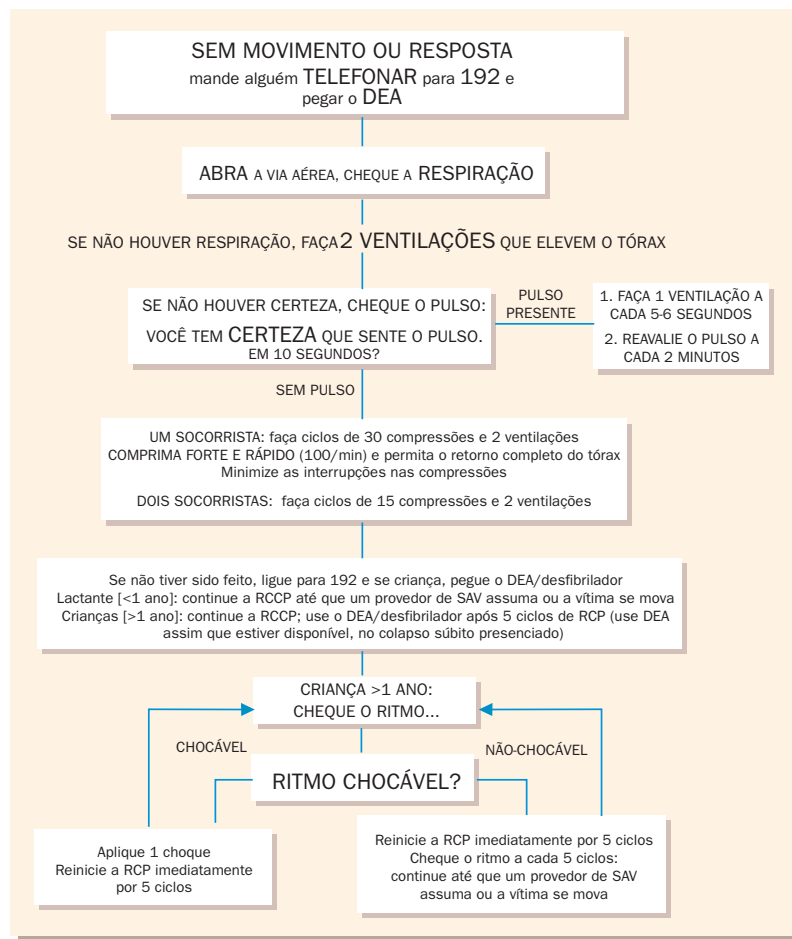 SEM MOVIMENTO OU RESPOSTA
mande alguém TELEFONAR para 192 e
pegar o DEA
ABRA A VIA AÉREA, CHEQUE A RESPIRAÇÃO
SE NÃO HOUVER RESPIRAÇÃO, FAÇA 2 VENTILAÇÕES QUE ELEVEM O TÓRAX
SE NÃO HOUVER CERTEZA, CHEQUE O PULSO:
VOCÊ TEM CERTEZA QUE SENTE O PULSO.
EM 10 SEGUNDOS?
PULSO
PRESENTE
1. FAÇA 1 VENTILAÇÃO A
CADA 5-6 SEGUNDOS
2. REAVALIE O PULSO A
CADA 2 MINUTOS
SEM PULSO
UM SOCORRISTA: faça ciclos de 30 compressões e 2 ventilações
COMPRIMA FORTE E RÁPIDO (100/min) e permita o retorno completo do tórax
Minimize as interrupções nas compressões
DOIS SOCORRISTAS: faça ciclos de 15 compressões e 2 ventilações
Se não tiver sido feito, ligue para 192 e se criança, pegue o DEA/desfibrilador
Lactante [<1 ano]: continue a RCCP até que um provedor de SAV assuma ou a vítima se mova
Crianças [>1 ano]: continue a RCCP; use o DEA/desfibrilador após 5 ciclos de RCP (use DEA
assim que estiver disponível, no colapso súbito presenciado)
CRIANÇA >1 ANO:
CHEQUE O RITMO...
CHOCÁVEL
NÃO-CHOCÁVEL
RITMO CHOCÁVEL?
Aplique 1 choque
Reinicie a RCP imediatamente
por 5 ciclos
Reinicie a RCP imediatamente por 5 ciclos
Cheque o ritmo a cada 5 ciclos:
continue até que um provedor de SAV
assuma ou a vítima se mova